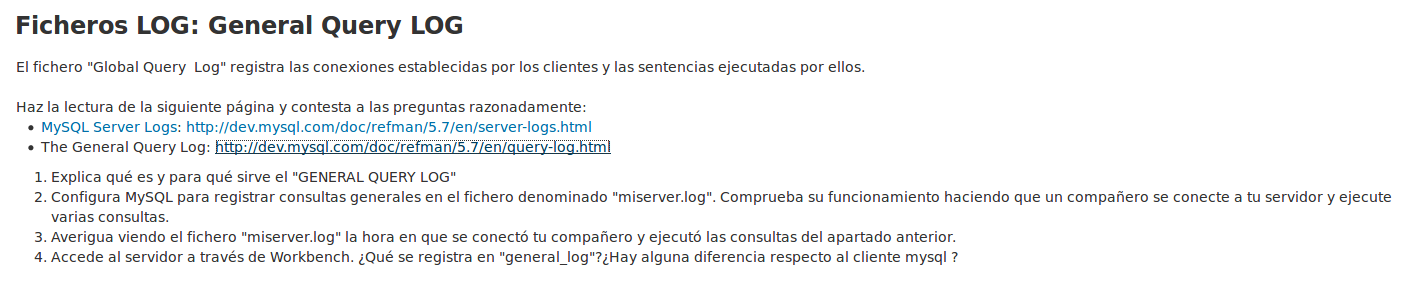 Ficheros LOG: General Query LOG
El fichero "Global Query  Log" registra las conexiones establecidas por los clientes y las sentencias ejecutadas por ellos.
Haz la lectura de la siguiente página y contesta a las preguntas razonadamente:
• MySQL Server Logs: http://dev.mysql.com/doc/refman/5.7/en/server-logs.html
• The General Query Log: http://dev.mysql.com/doc/refman/5.7/en/query-log.html
1. Explica qué es y para qué sirve el "GENERAL QUERY LOG"
2. Configura MySQL para registrar consultas generales en el fichero denominado "miserver.log". Comprueba su funcionamiento haciendo que un compañero se conecte a tu servidor y ejecute
varias consultas.
3. Averigua viendo el fichero "miserver.log" la hora en que se conectó tu compañero y ejecutó las consultas del apartado anterior.
4. Accede al servidor a través de Workbench. ¿Qué se registra en "general_log"?¿Hay alguna diferencia respecto al cliente mysql ?